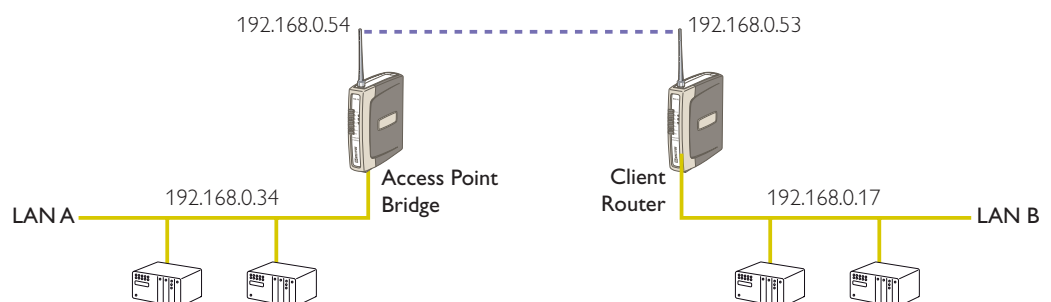 192.168.0.54
192.168.0.53
Access Point
Bridge
Client
Router
192.168.0.34
192.168.0.17
LAN A
LAN B